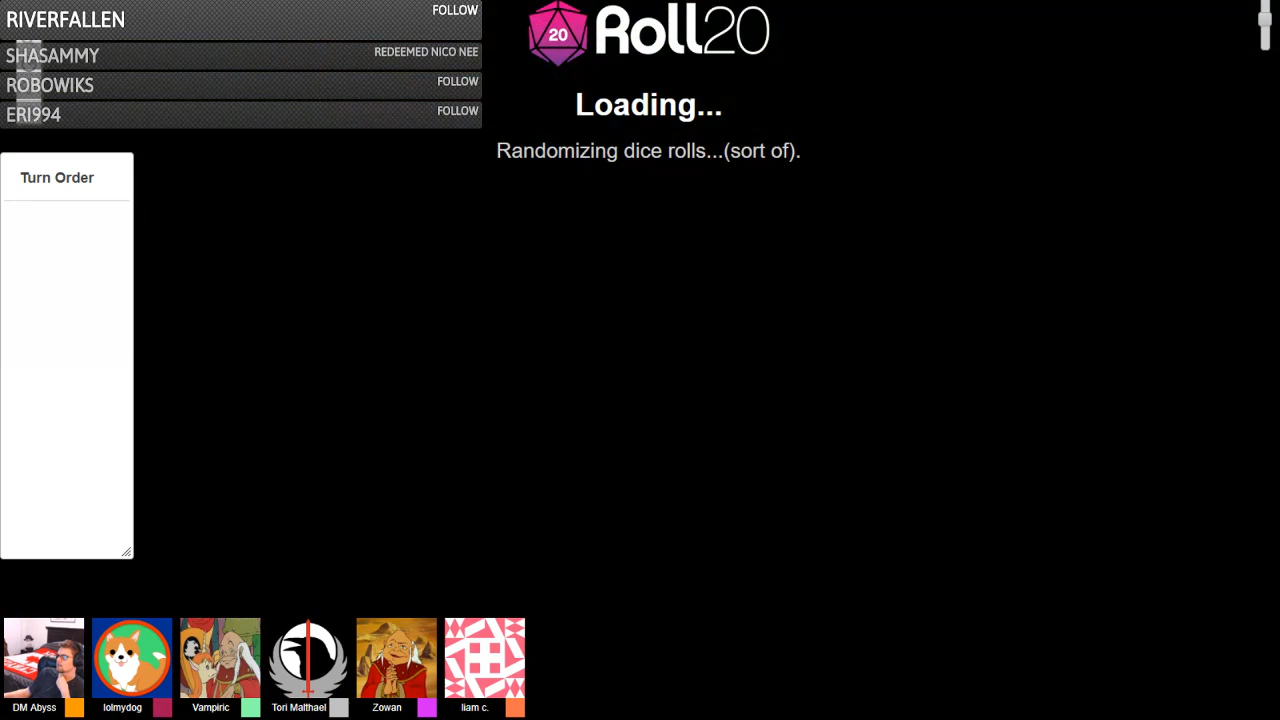 RIVERFALLEN FOLLOW
SHASAMMY REDEEMED NICO NEE
ROBOWIKS FOLLOW
ERI994 FOLLOW
20 Roll20
Loading...
Randomizing dice rolls...(sort of).
Turn Order
DM Abyss lolmydog Vampiric Tori Malthael Zowan liam c.